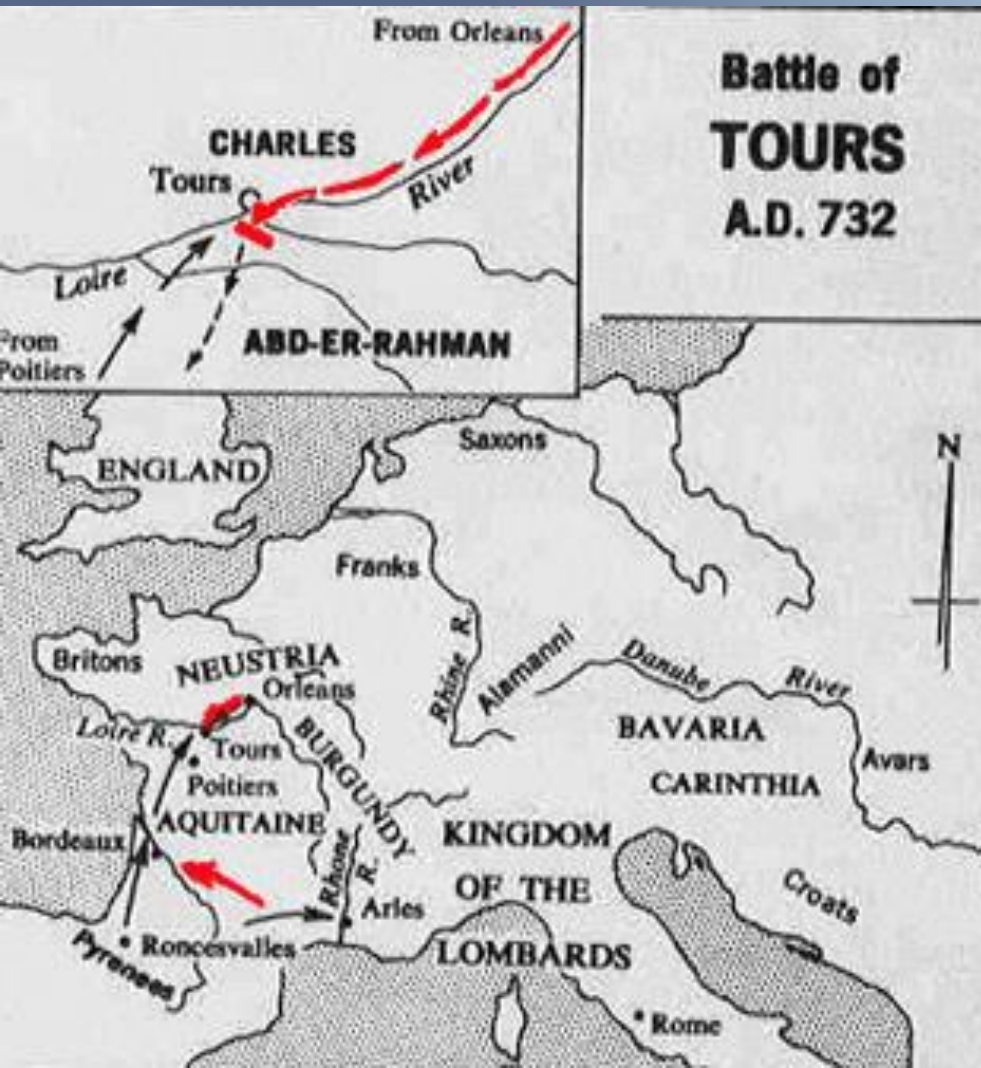 From Orleans
CHARLES
Tours
River
Loire
From
Poitiers
ABD-ER-RAHMAN
Battle of
TOURS
A.D. 732
N
ENGLAND
Saxons
Franks
Britons
NEUSTRIA
Orleans
Rhine R.
Alamanni
Danube River
Loire R.
Tours
BURGUNDY
BAVARIA
Poitiers
CARINTHIA
Avars
AQUITAINE
Bordeaux
KINGDOM
OF THE
LOMBARDS
Rhone
R.
Arles
Croats
Roncesvalles
Pyrenees
Rome